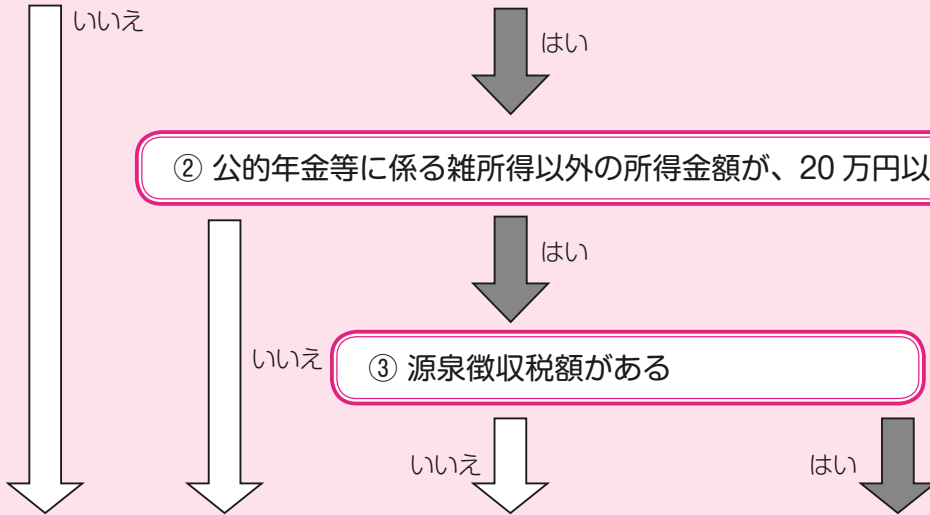 いいえ
はい
② 公的年金等に係る雑所得以外の所得金額が、20 万円以
はい
いいえ
③ 源泉徴収税額がある
いいえ
はい